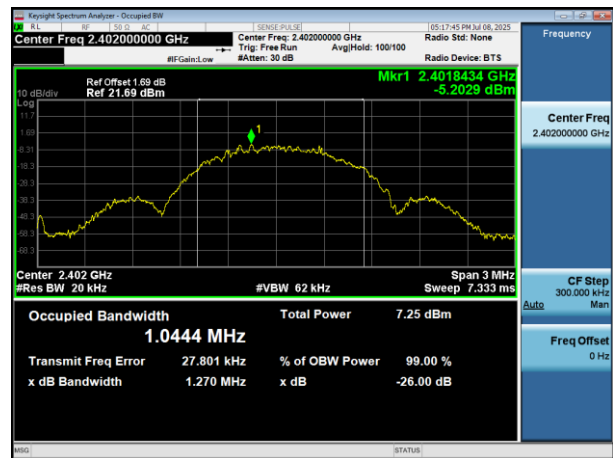 Keysight Spectrum Analyzer - Occupied BW
RL RF 50 Ω AC SENSE:PULSE 05:17:45 PM Jul 08, 2025
Center Freq 2.402000000 GHz
Center Freq: 2.402000000 GHz
Radio Std: None
Trig: Free Run Avg|Hold: 100/100
#IFGain:Low #Atten: 30 dB Radio Device: BTS
Frequency
Ref Offset 1.69 dB
10 dB/div Ref 21.69 dBm
Mkr1 2.4018434 GHz
-5.2029 dBm
Log
11.7
1.69
-8.31
-18.3
-28.3
-38.3
-48.3
-58.3
-68.3
1
Center 2.402 GHz Span 3 MHz
#Res BW 20 kHz #VBW 62 kHz Sweep 7.333 ms
Occupied Bandwidth Total Power 7.25 dBm
1.0444 MHz
Transmit Freq Error 27.801 kHz % of OBW Power 99.00 %
x dB Bandwidth 1.270 MHz x dB -26.00 dB
Center Freq
2.402000000 GHz
CF Step
300.000 kHz
Auto Man
Freq Offset
0 Hz
MSG STATUS